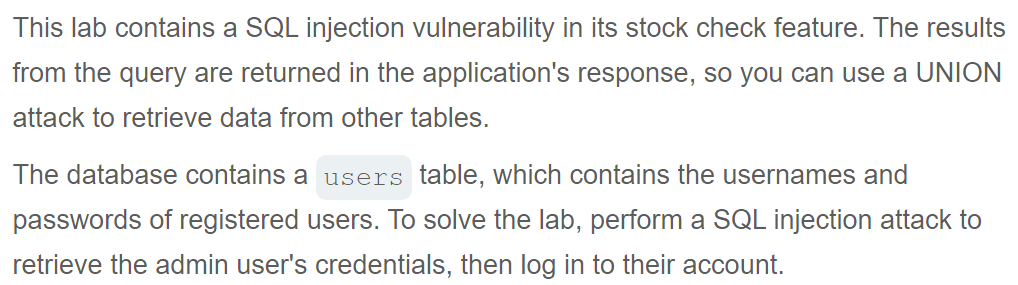 This lab contains a SQL injection vulnerability in its stock check feature. The results
from the query are returned in the application's response, so you can use a UNION
attack to retrieve data from other tables.
The database contains a users table, which contains the usernames and
passwords of registered users. To solve the lab, perform a SQL injection attack to
retrieve the admin user's credentials, then log in to their account.